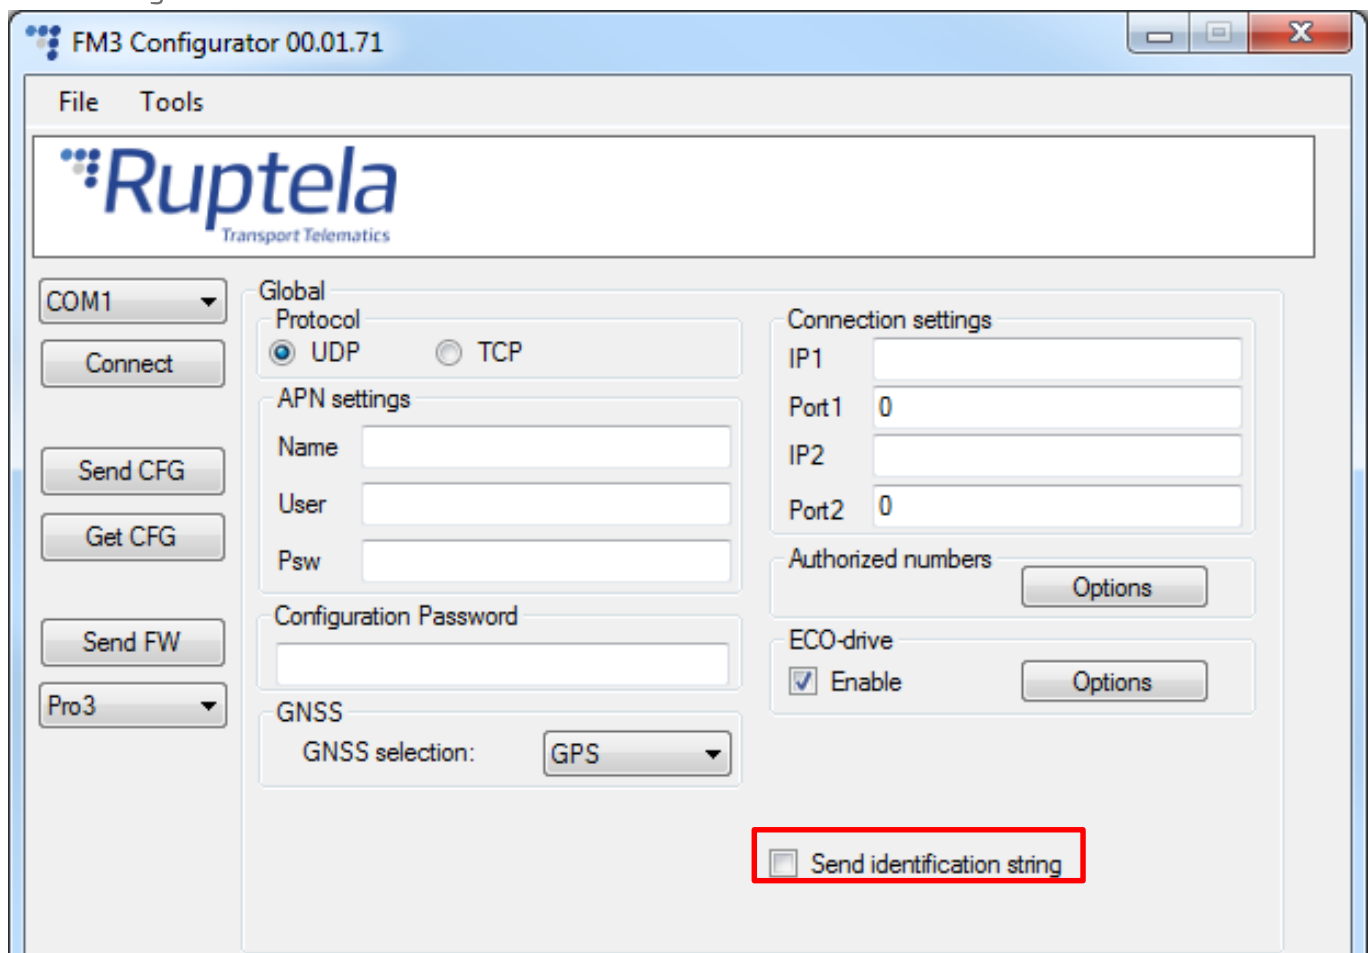 FM3 Configurator 00.01.71
File Tools
Ruptela
Transport Telematics
COM1
Connect
Send CFG
Get CFG
Send FW
Pro3
Global
Protocol
UDP TCP
APN settings
Name
User
Psw
Configuration Password
GNSS
GNSS selection: GPS
Connection settings
IP1
Port1 0
IP2
Port2 0
Authorized numbers
Options
ECO-drive
Enable Options
Send identification string